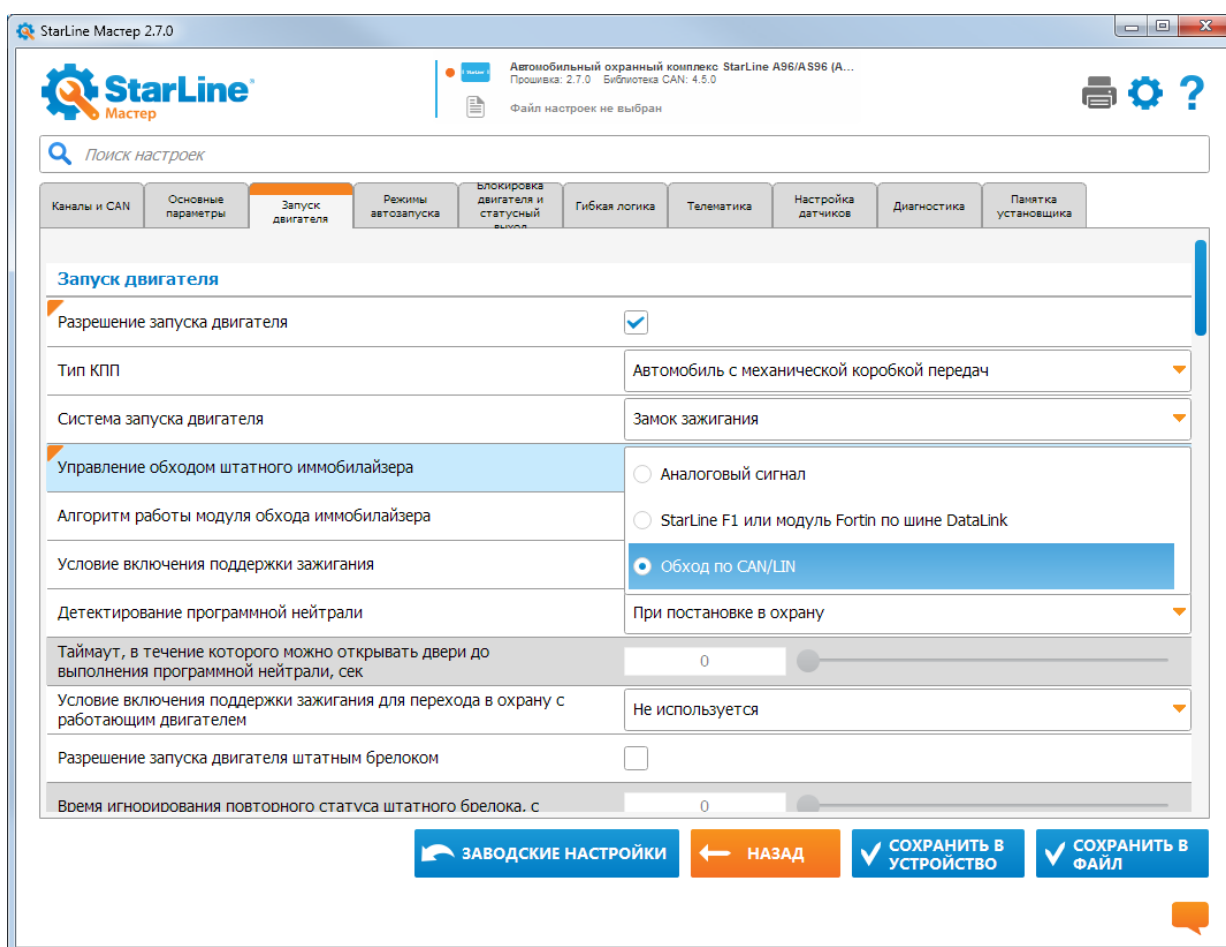 StarLine Мастер 2.7.0
StarLine
Мастер
Автомобильный охранный комплекс StarLine A96/AS96 (A...
Прошивка: 2.7.0 Библиотека CAN: 4.5.0
Файл настроек не выбран
Поиск настроек
Каналы и CAN
Основные
параметры
Запуск
двигателя
Режимы
автозапуска
Блокировка
двигателя и
статусный
выход
Гибкая логика
Телематика
Настройка
датчиков
Диагностика
Памятка
установщика
Запуск двигателя
Разрешение запуска двигателя
Тип КПП
Автомобиль с механической коробкой передач
Система запуска двигателя
Замок зажигания
Управление обходом штатного иммобилайзера
Аналоговый сигнал
Алгоритм работы модуля обхода иммобилайзера
StarLine F1 или модуль Fortin по шине DataLink
Условие включения поддержки зажигания
Обход по CAN/LIN
Детектирование программной нейтрали
При постановке в охрану
Таймаут, в течение которого можно открывать двери до
выполнения программной нейтрали, сек
0
Условие включения поддержки зажигания для перехода в охрану с
работающим двигателем
Не используется
Разрешение запуска двигателя штатным брелоком
Время игнорирования повторного статуса штатного брелока, с
0
ЗАВОДСКИЕ НАСТРОЙКИ
НАЗАД
СОХРАНИТЬ В
УСТРОЙСТВО
СОХРАНИТЬ В
ФАЙЛ